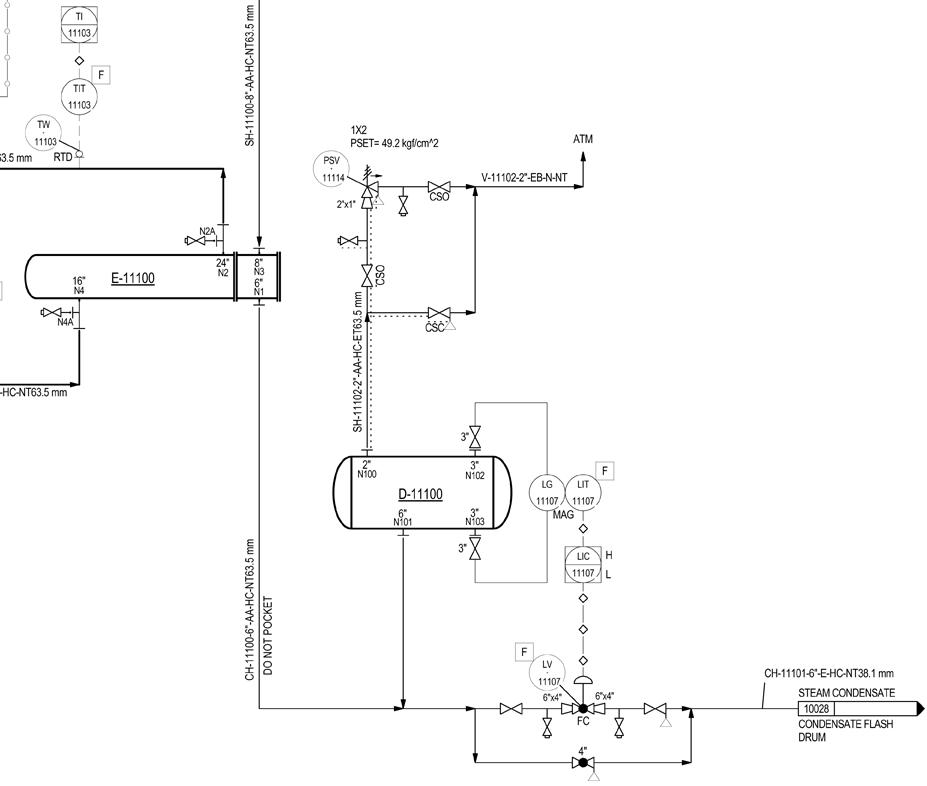 TI
11103
F
TIT
11103
TW
11103
RTD
63.5 mm
SH-11100-8"-AA-HC-NT63.5 mm
1X2
PSET= 49.2 kgf/cm^2
PSV
11114
2"x1"
CSO
V-11102-2"-EB-N-NT
ATM
N2A
24"
N2
8"
N3
6"
N1
E-11100
16"
N4
N4A
-HC-NT63.5 mm
CSO
CSC
SH-11102-2"-AA-HC-ET63.5 mm
3"
2"
N100
3"
N102
D-11100
6"
N101
3"
N103
3"
LG
11107
MAG
LIT
11107
F
LIC
11107
H
L
CH-11100-6"-AA-HC-NT63.5 mm
DO NOT POCKET
F
LV
11107
6"x4"
6"x4"
FC
4"
CH-11101-6"-E-HC-NT38.1 mm
STEAM CONDENSATE
10028
CONDENSATE FLASH
DRUM